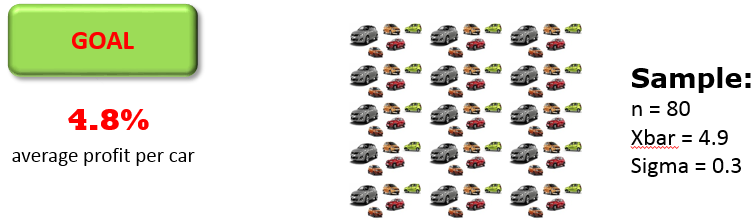 GOAL
4.8%
average profit per car
Sample:
n = 80
Xbar = 4.9
Sigma = 0.3